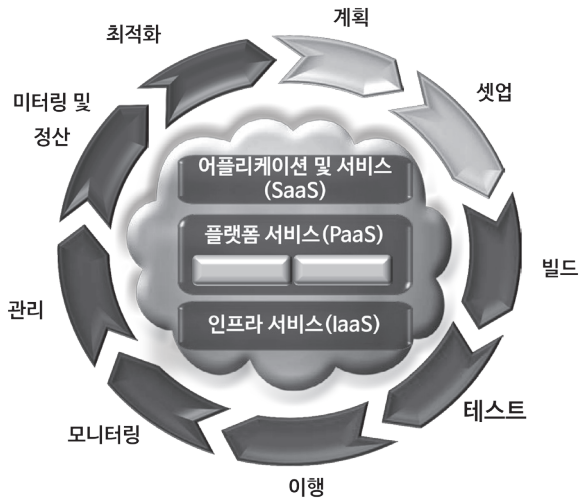 계획
셋업
빌드
테스트
이행
모니터링
관리
미터링 및
정산
최적화
어플리케이션 및 서비스
(SaaS)
플랫폼 서비스(PaaS)
인프라 서비스(IaaS)